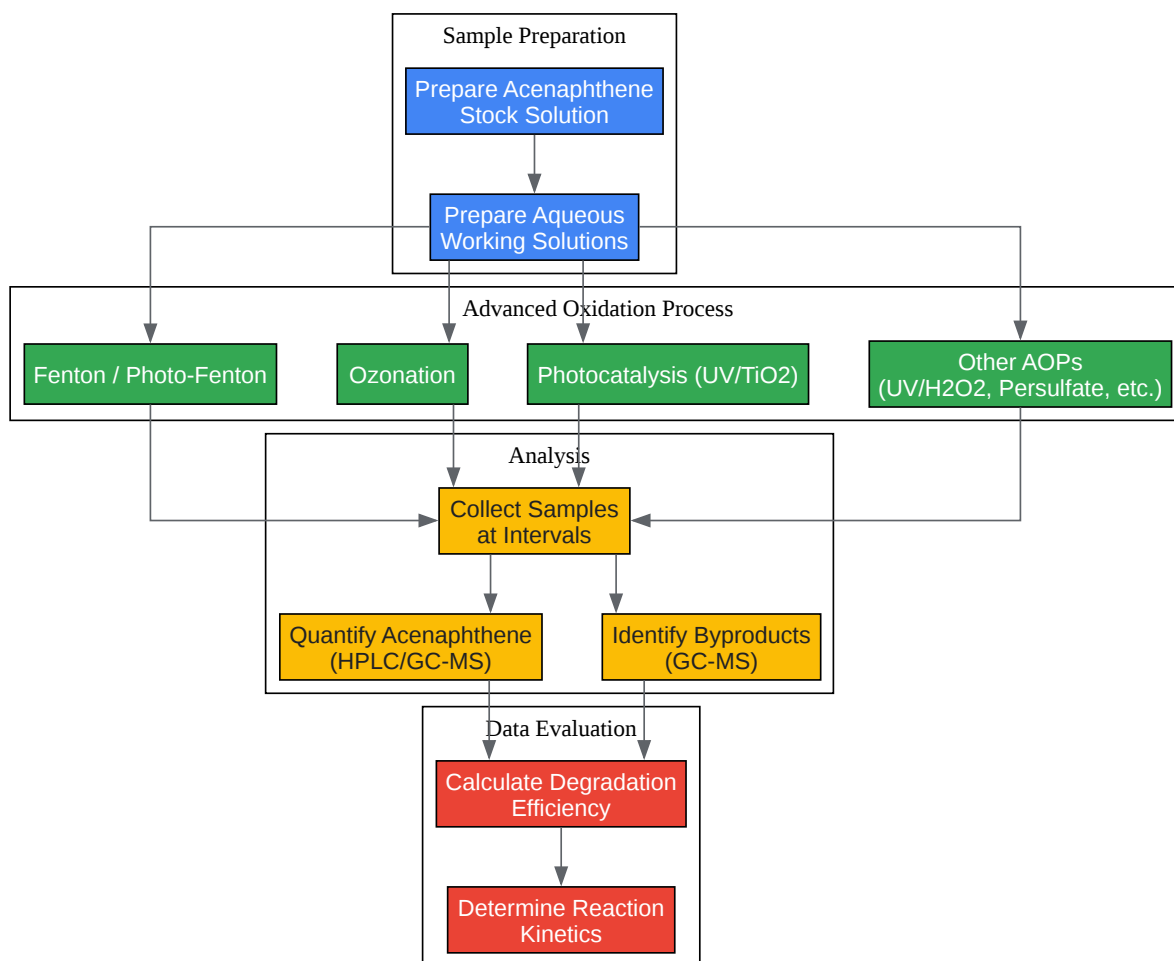 Sample Preparation
Prepare Acenaphthene
Stock Solution
Prepare Aqueous
Working Solutions
Advanced Oxidation Process
Fenton / Photo-Fenton
Ozonation
Photocatalysis (UV/TiO2)
Other AOPs
(UV/H2O2, Persulfate, etc.)
Analysis
Collect Samples
at Intervals
Quantify Acenaphthene
(HPLC/GC-MS)
Identify Byproducts
(GC-MS)
Data Evaluation
Calculate Degradation
Efficiency
Determine Reaction
Kinetics